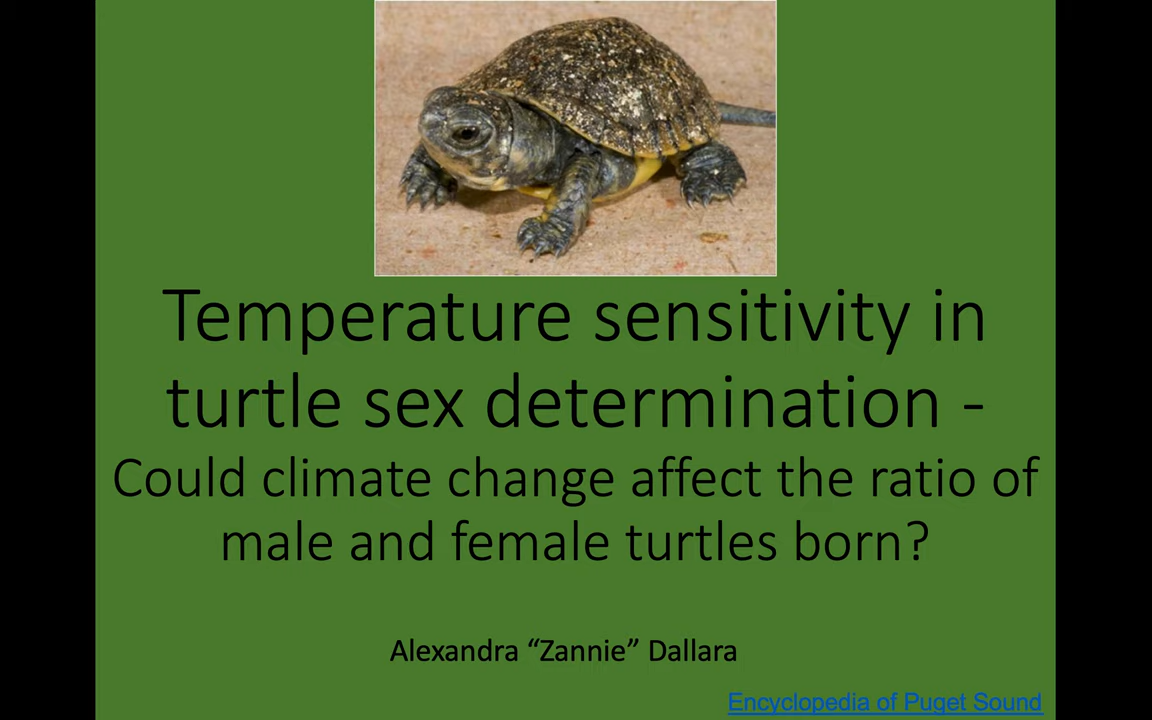 Temperature sensitivity in
turtle sex determination -
Could climate change affect the ratio of
male and female turtles born?
Alexandra “Zannie” Dallara
Encyclopedia of Puget Sound